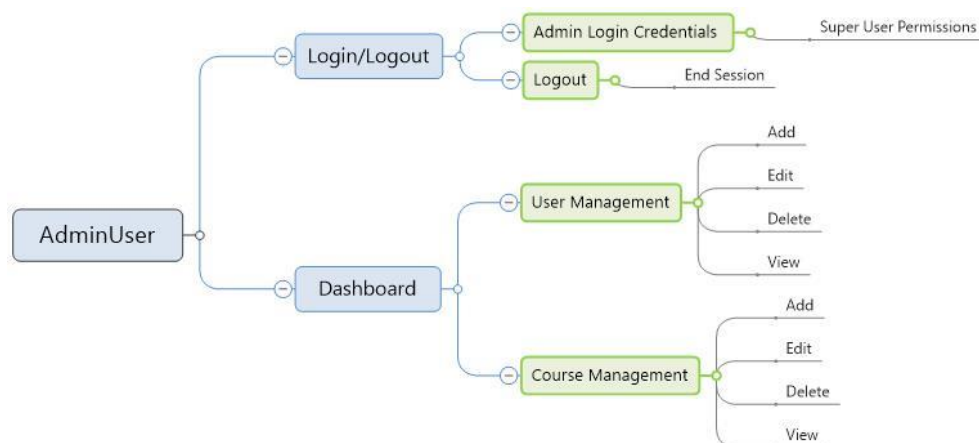 AdminUser
Login/Logout
Admin Login Credentials
Super User Permissions
Logout
End Session
Dashboard
User Management
Add
Edit
Delete
View
Course Management
Add
Edit
Delete
View